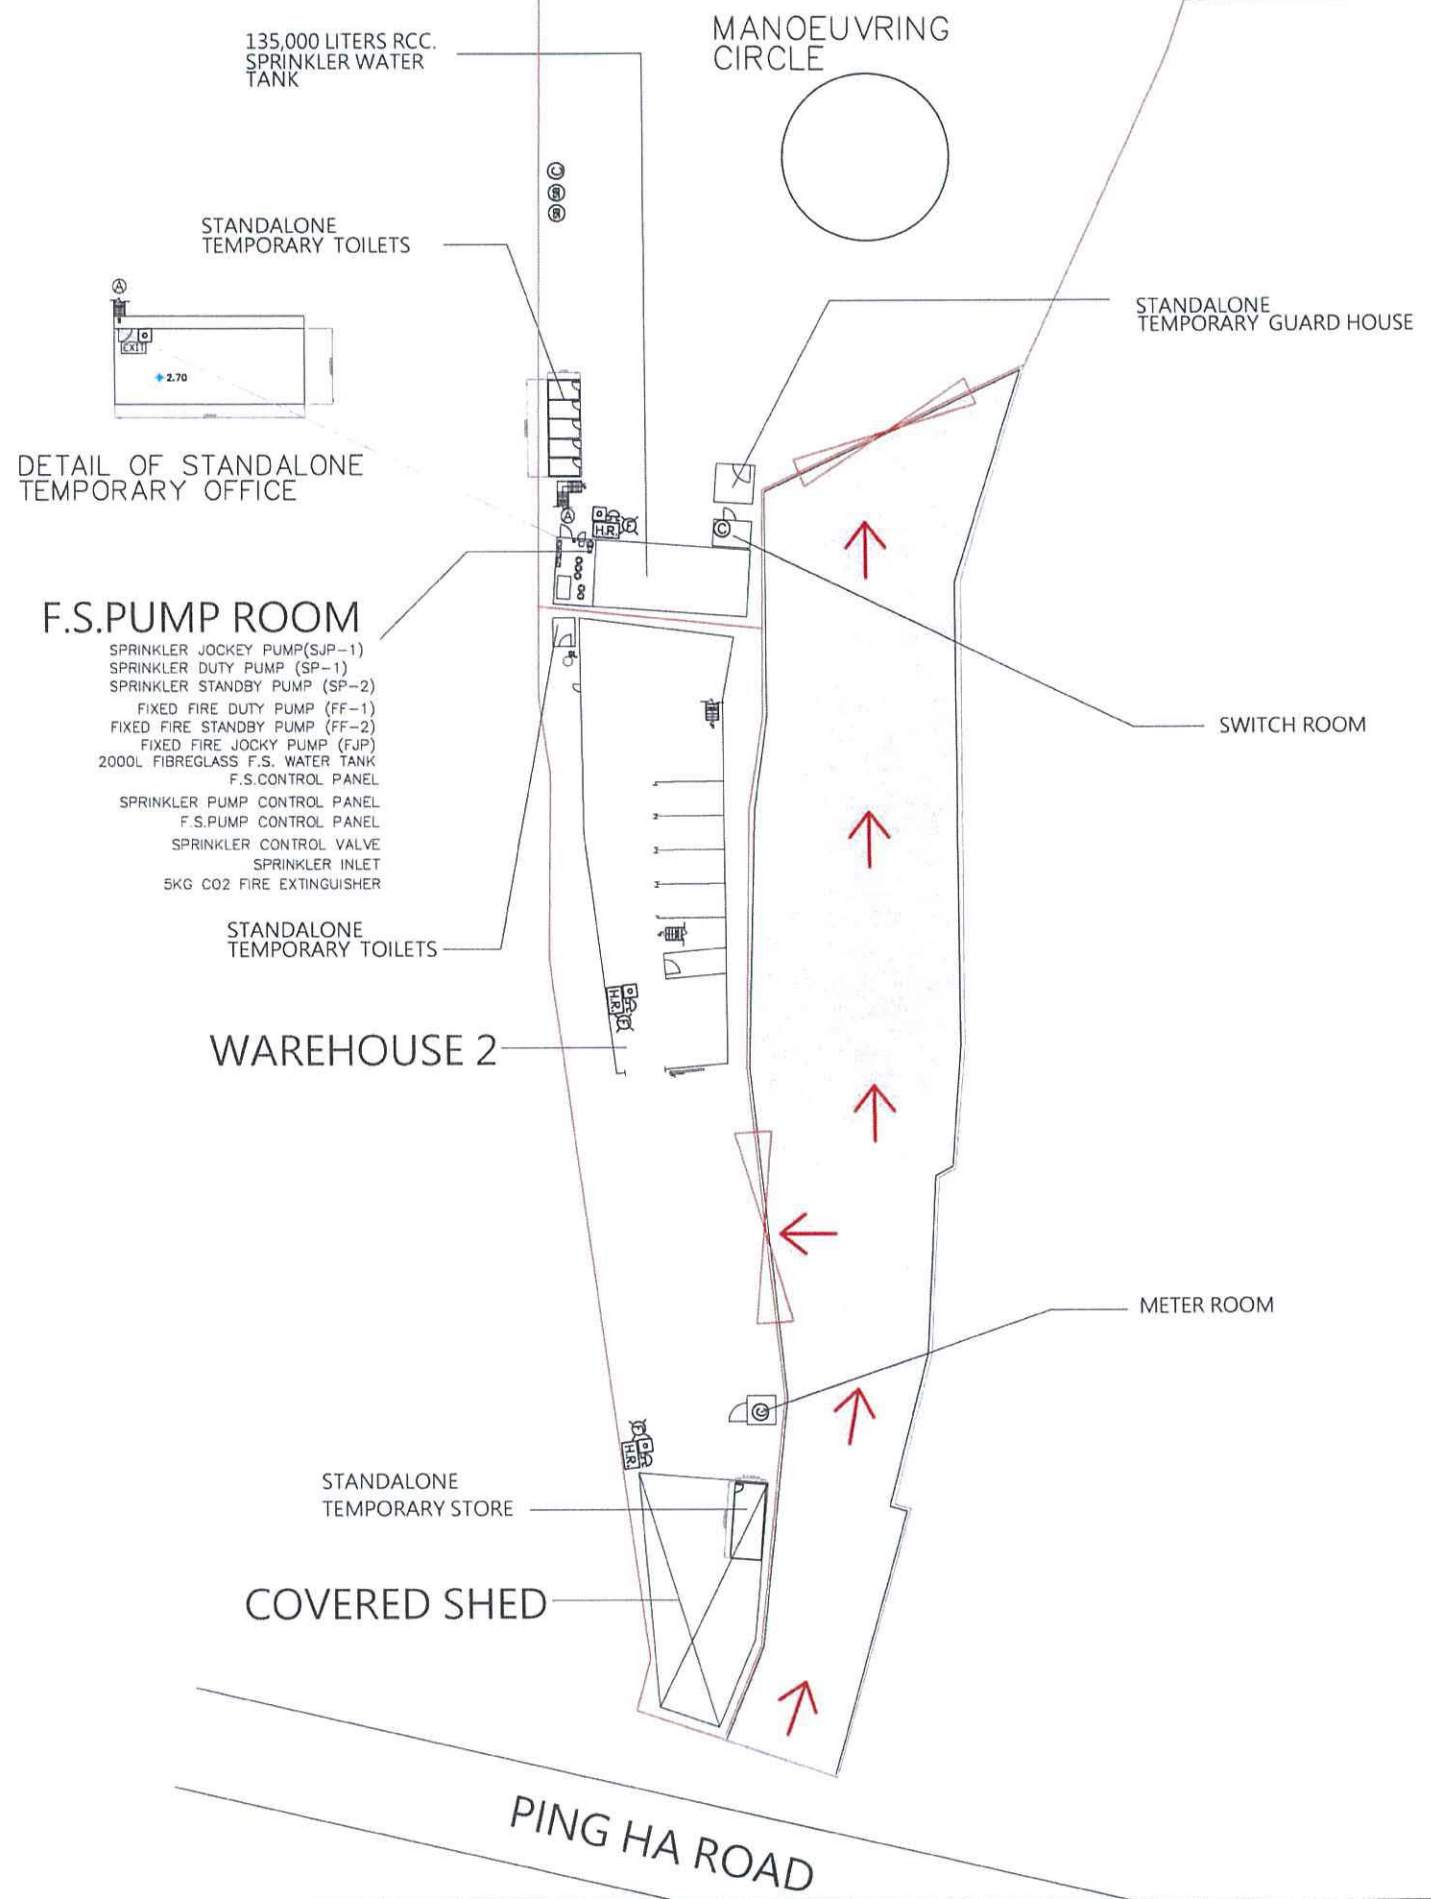 MANOEUVRING
CIRCLE
135,000 LITERS RCC.
SPRINKLER WATER
TANK
C
STANDALONE
TEMPORARY TOILETS
A
EXIT
2.70
STANDALONE
TEMPORARY GUARD HOUSE
DETAIL OF STANDALONE
TEMPORARY OFFICE
A
H.R.
F
C
F.S.PUMP ROOM
SPRINKLER JOCKEY PUMP(SJP-1)
SPRINKLER DUTY PUMP (SP-1)
SPRINKLER STANDBY PUMP (SP-2)
FIXED FIRE DUTY PUMP (FF-1)
FIXED FIRE STANDBY PUMP (FF-2)
FIXED FIRE JOCKY PUMP (FJP)
2000L FIBREGLASS F.S. WATER TANK
F.S.CONTROL PANEL
SPRINKLER PUMP CONTROL PANEL
F.S.PUMP CONTROL PANEL
SPRINKLER CONTROL VALVE
SPRINKLER INLET
5KG CO2 FIRE EXTINGUISHER
SWITCH ROOM
STANDALONE
TEMPORARY TOILETS
H.R.
F
WAREHOUSE 2
METER ROOM
C
F
H.R.
STANDALONE
TEMPORARY STORE
COVERED SHED
PING HA ROAD